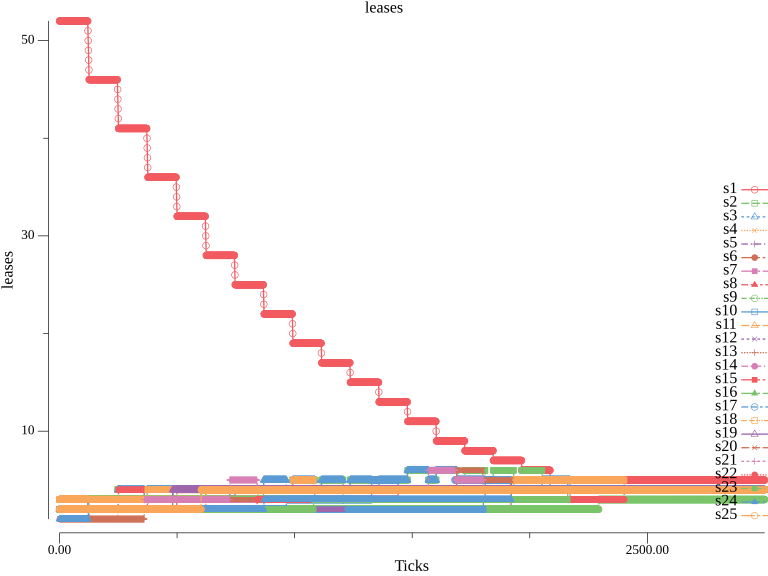 leases
50
30
10
leases
0.00
2500.00
Ticks
s1
s2
s3
s4
s5
s6
s7
s8
s9
s10
s11
s12
s13
s14
s15
s16
s17
s18
s19
s20
s21
s22
s23
s24
s25